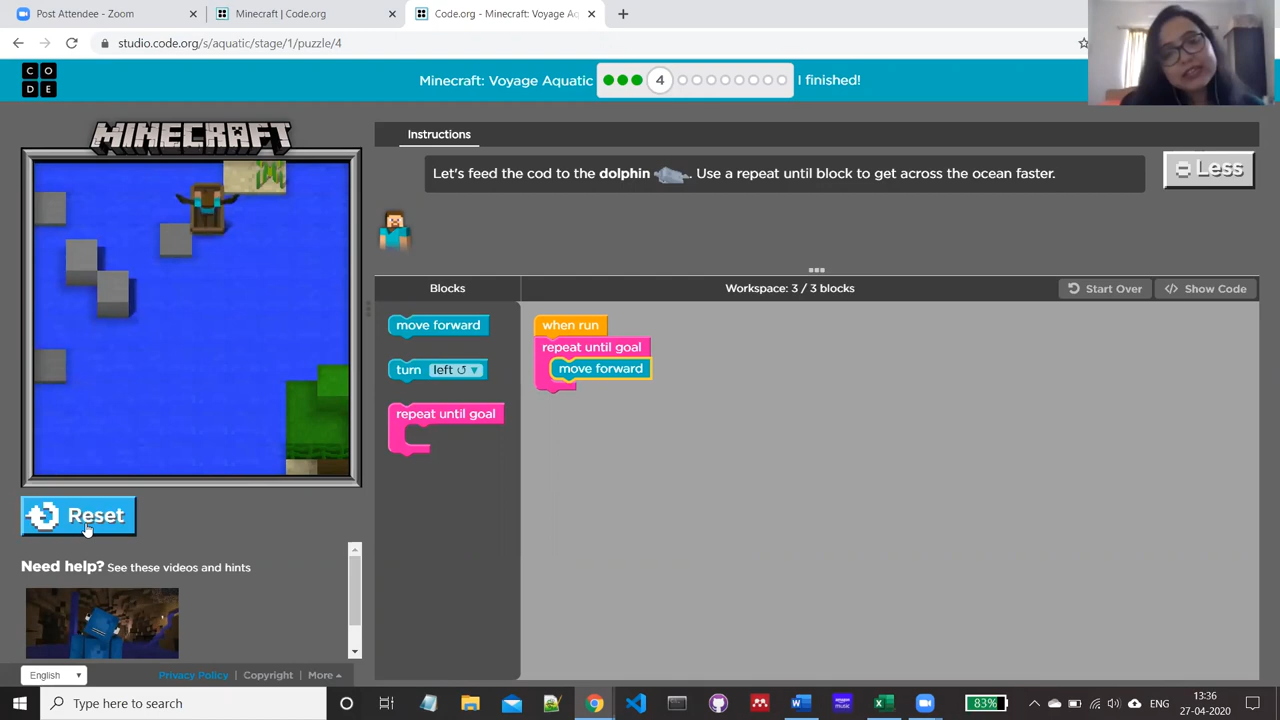 Post Attendee - Zoom
Minecraft | Code.org
Code.org - Minecraft: Voyage Aq
studio.code.org/s/aquatic/stage/1/puzzle/4
C O
D E
Minecraft: Voyage Aquatic
4
I finished!
MINECRAFT
Instructions
Let's feed the cod to the dolphin . Use a repeat until block to get across the ocean faster.
Less
Blocks
Workspace: 3 / 3 blocks
Start Over
Show Code
move forward
turn left
repeat until goal
when run
repeat until goal
move forward
Reset
Need help? See these videos and hints
English
Privacy Policy | Copyright | More
Type here to search
83%
ENG
13:36
27-04-2020